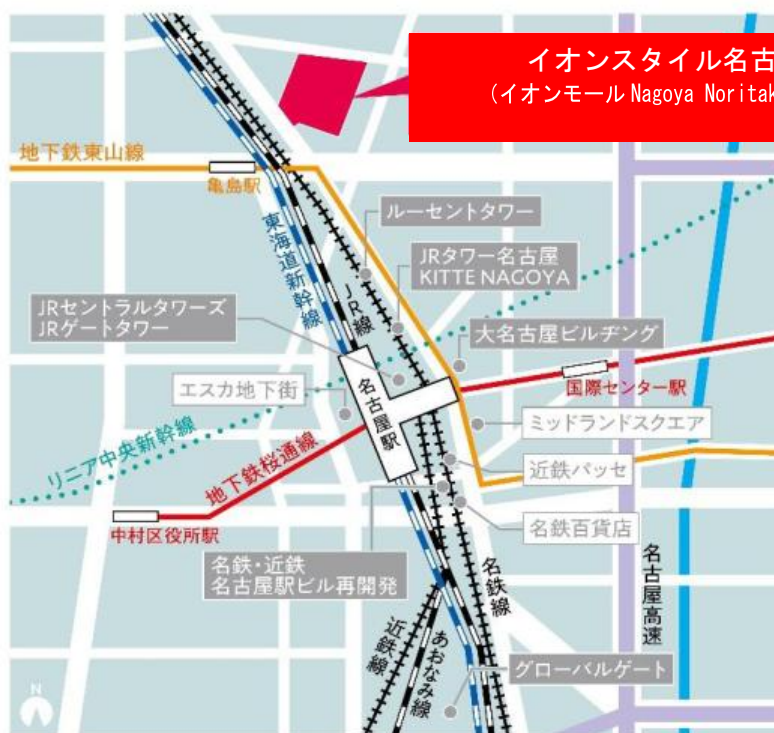 イオンスタイル名古
（イオンモール Nagoya Noritak
地下鉄東山線
亀島駅
ルーセントタワー
東海道新幹線
JR線
JRタワー名古屋
KITTE NAGOYA
JRセントラルタワーズ
JRゲートタワー
大名古屋ビルヂング
名古屋駅
国際センター駅
エスカ地下街
ミッドランドスクエア
リニア中央新幹線
地下鉄桜通線
近鉄パッセ
中村区役所駅
名鉄百貨店
名鉄・近鉄
名古屋駅ビル再開発
名鉄線
名古屋高速
近鉄線
あおなみ線
グローバルゲート
N